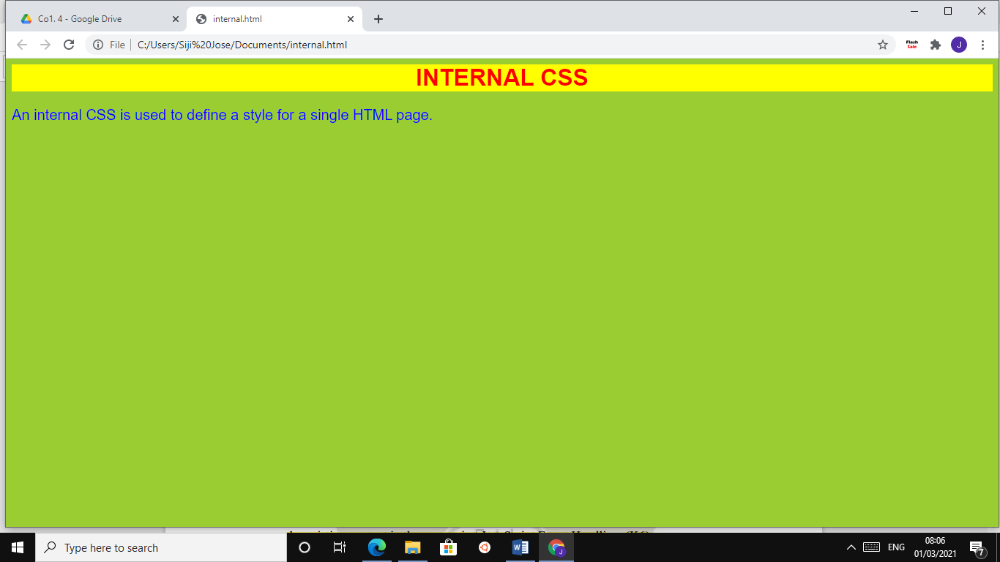 Co1. 4 - Google Drive
internal.html
File
C:/Users/Siji%20Jose/Documents/internal.html
Flash
Sale
J
INTERNAL CSS
An internal CSS is used to define a style for a single HTML page.
Type here to search
W
J
ENG
08:06
01/03/2021
7